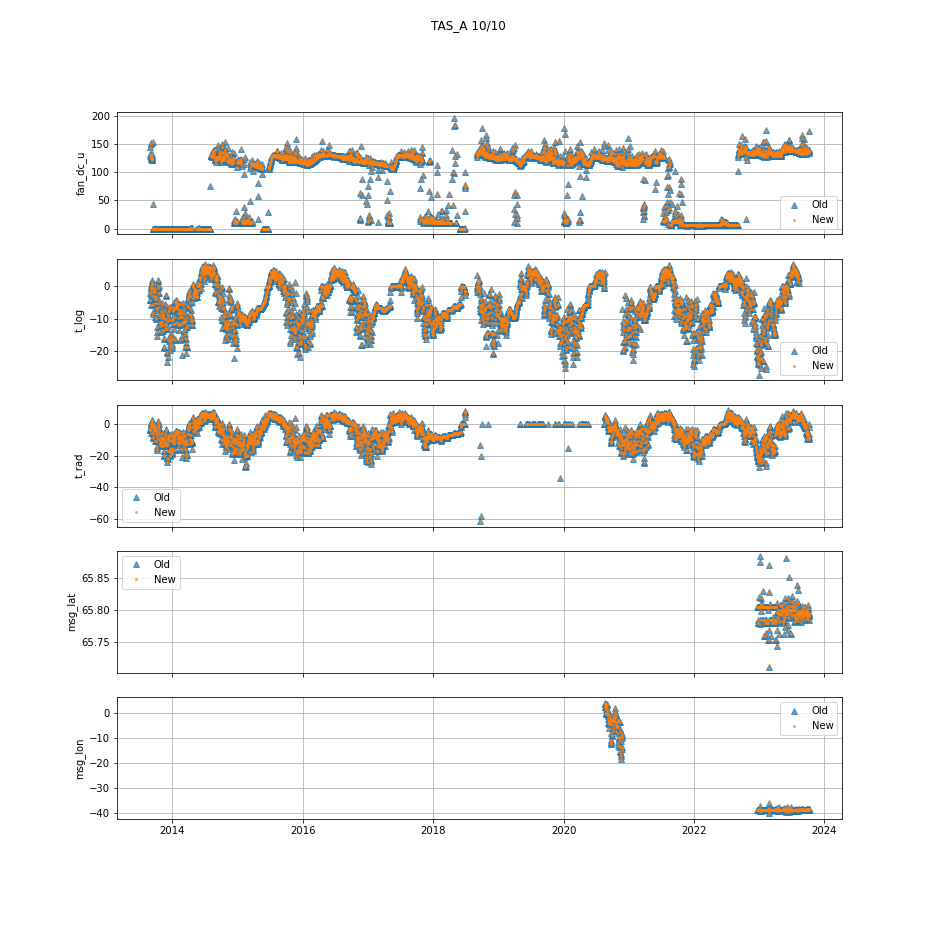 TAS_A 10/10
200
150
100
50
0
fan_dc_u
Old
New
0
−10
−20
t_log
Old
New
0
−20
−40
−60
t_rad
Old
New
65.85
65.80
65.75
msg_lat
Old
New
0
−10
−20
−30
−40
msg_lon
Old
New
2014 2016 2018 2020 2022 2024